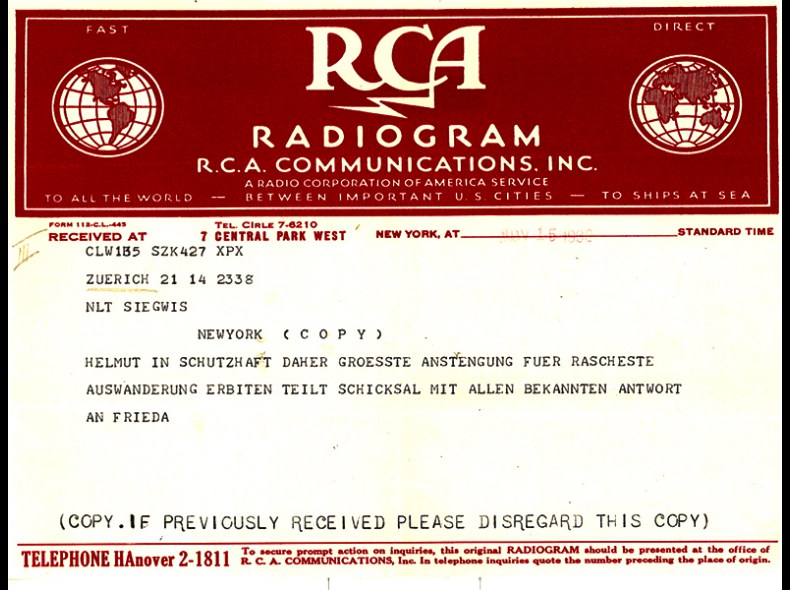 FAST
DIRECT
RCA
RADIOGRAM
R.C.A. COMMUNICATIONS, INC.
A RADIO CORPORATION OF AMERICA SERVICE
TO ALL THE WORLD — BETWEEN IMPORTANT U.S. CITIES — TO SHIPS AT SEA
FORM 112-C.L.-445 TEL. CIRLE 7-6210
RECEIVED AT 7 CENTRAL PARK WEST NEW YORK, AT NOV 15 STANDARD TIME
CLW135 SZK427 XPX
ZUERICH 21 14 2338
NLT SIEGWIS
NEWYORK (COPY)
HELMUT IN SCHUTZHAFT DAHER GROESSTE ANSTENGUNG FUER RASCHESTE
AUSWANDERUNG ERBITEN TEILT SCHICKSAL MIT ALLEN BEKANNTEN ANTWORT
AN FRIEDA
(COPY.IF PREVIOUSLY RECEIVED PLEASE DISREGARD THIS COPY)
TELEPHONE HAnover 2-1811 To secure prompt action on inquiries, this original RADIOGRAM should be presented at the office of
R. C. A. COMMUNICATIONS, Inc. In telephone inquiries quote the number preceding the place of origin.